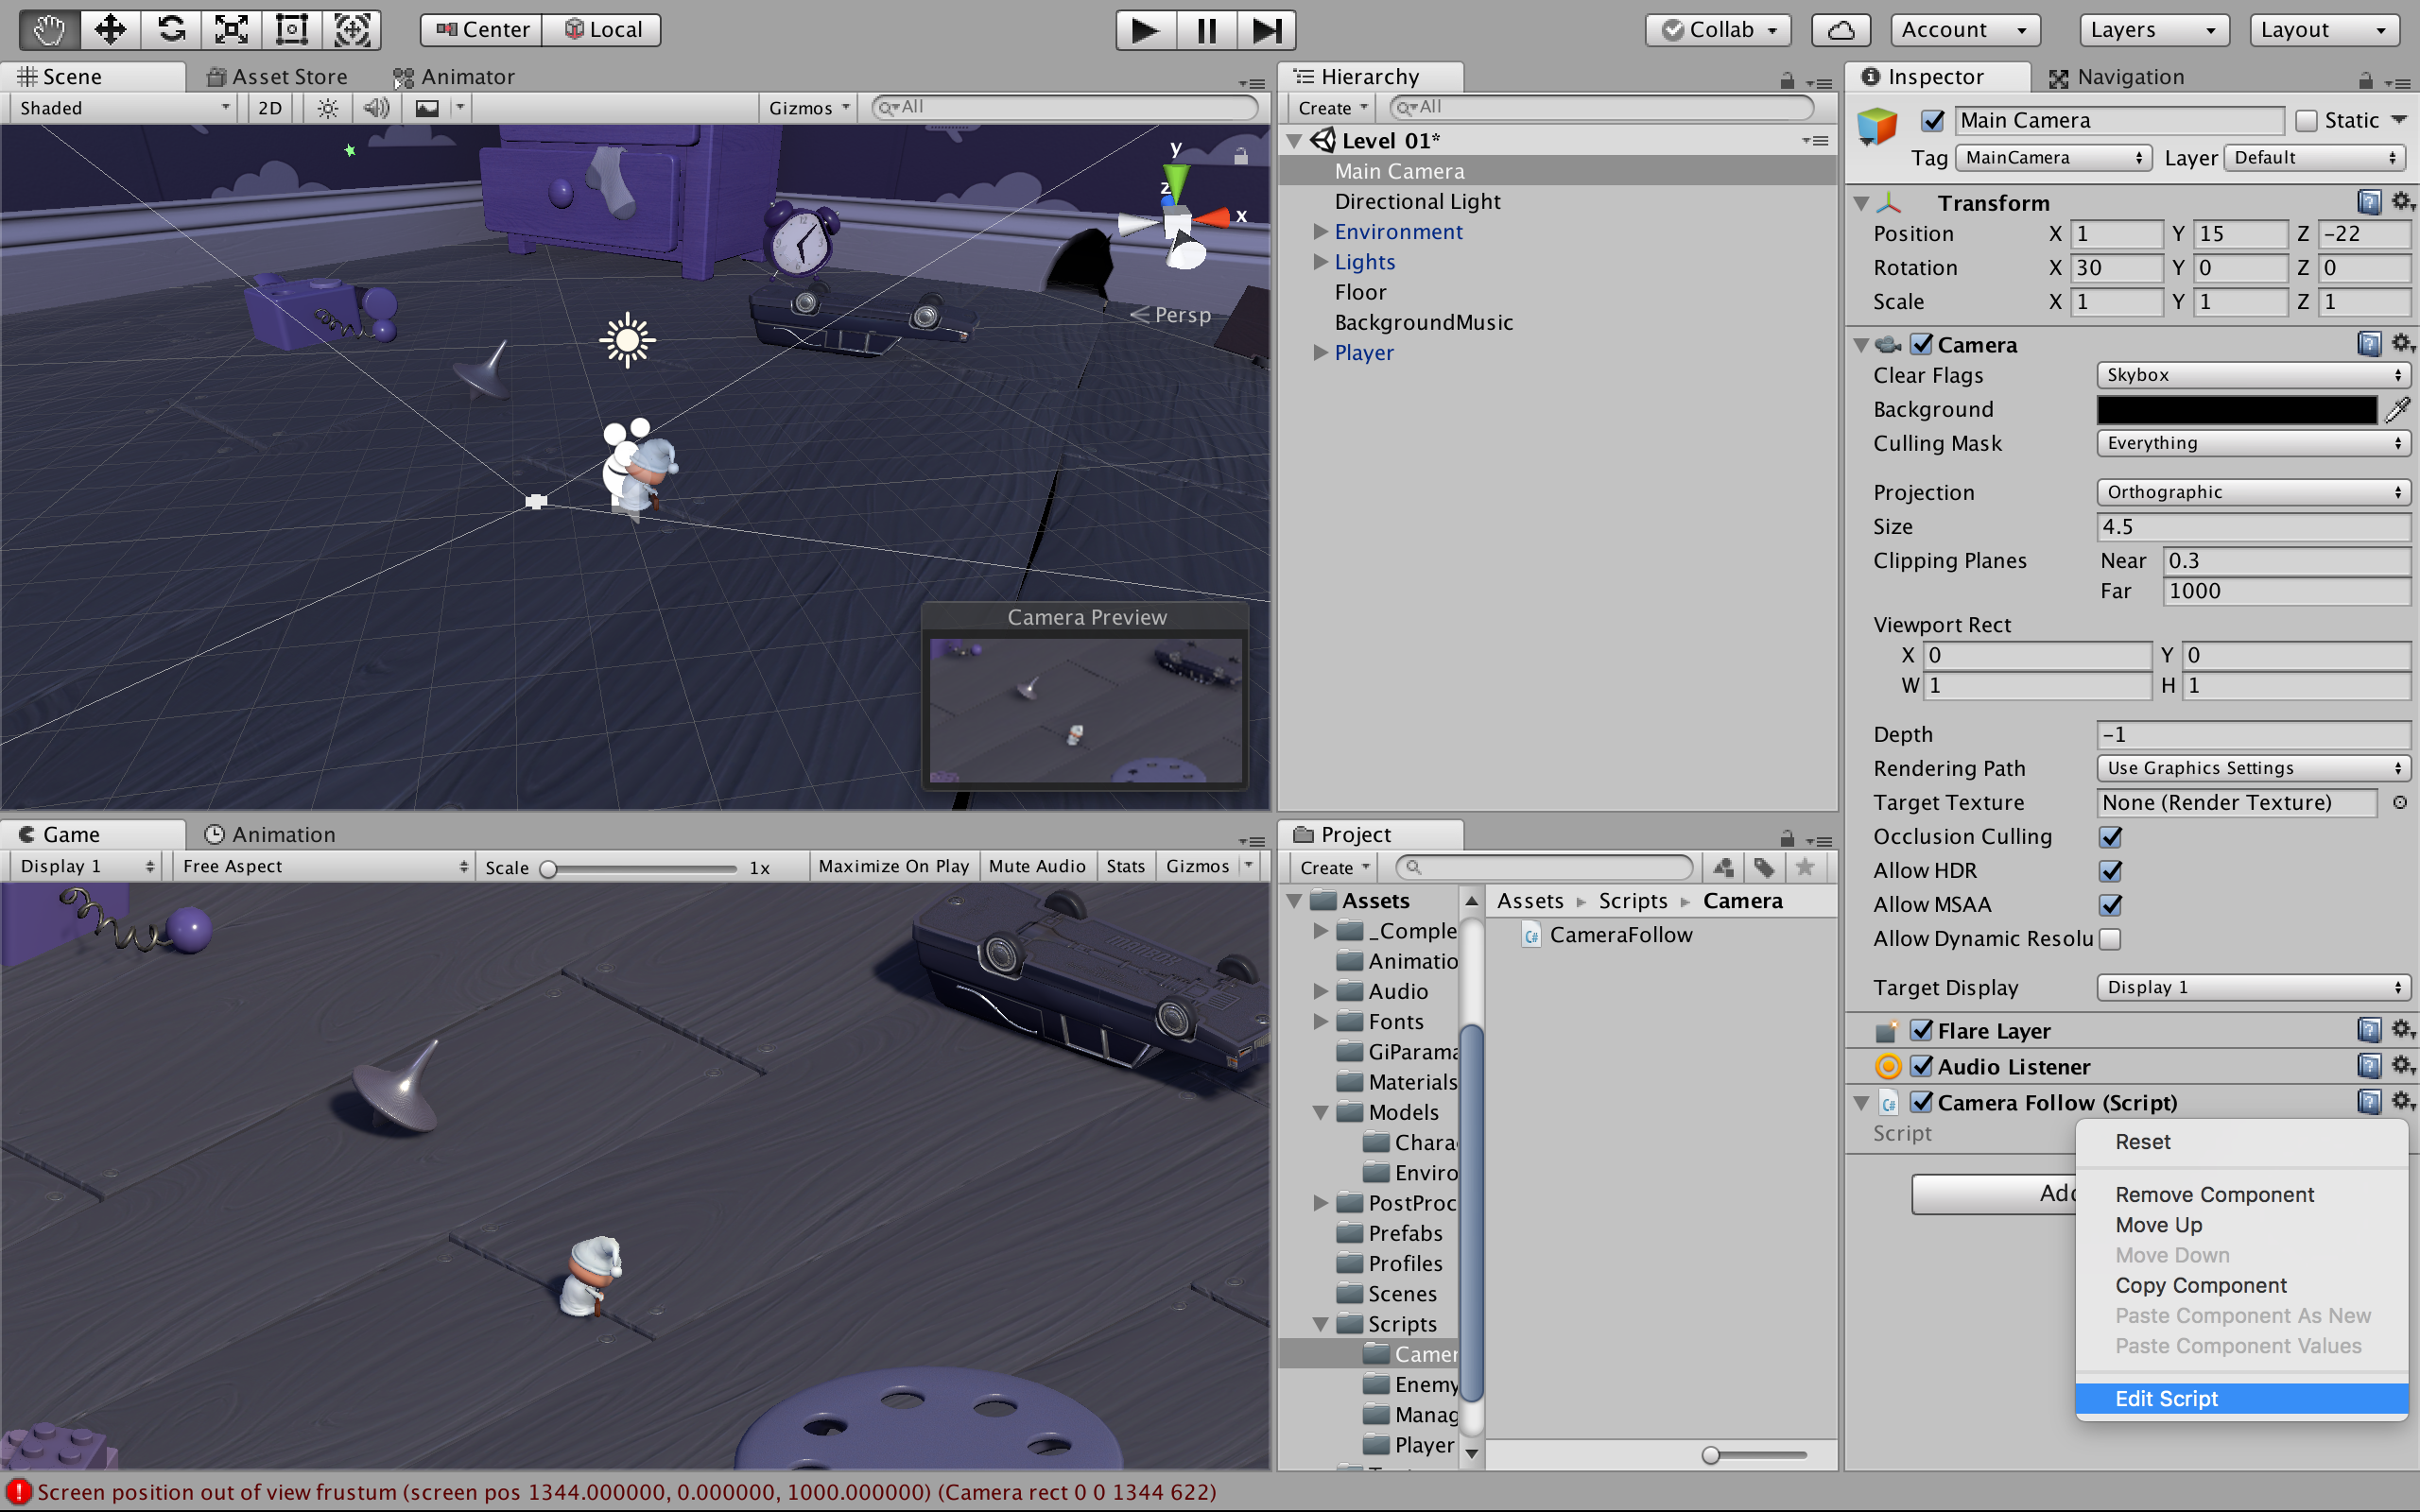 Center Local Collab Account Layers Layout
Scene Asset Store Animator
Shaded 2D Gizmos All
y
z
x
Persp
Camera Preview
Game Animation
Display 1 Free Aspect Scale 1x Maximize On Play Mute Audio Stats Gizmos
Hierarchy
Create All
Level 01*
Main Camera
Directional Light
Environment
Lights
Floor
BackgroundMusic
Player
Project
Create
Assets
_Comple
Animatio
Audio
Fonts
GiParama
Materials
Models
Chara
Enviro
PostProc
Prefabs
Profiles
Scenes
Scripts
Camer
Enemy
Manag
Player
Assets Scripts Camera
C# CameraFollow
Inspector Navigation
Main Camera Static
Tag MainCamera Layer Default
Transform
Position X 1 Y 15 Z -22
Rotation X 30 Y 0 Z 0
Scale X 1 Y 1 Z 1
Camera
Clear Flags Skybox
Background
Culling Mask Everything
Projection Orthographic
Size 4.5
Clipping Planes Near 0.3
Far 1000
Viewport Rect
X 0 Y 0
W 1 H 1
Depth -1
Rendering Path Use Graphics Settings
Target Texture None (Render Texture)
Occlusion Culling
Allow HDR
Allow MSAA
Allow Dynamic Resolu
Target Display Display 1
Flare Layer
Audio Listener
C# Camera Follow (Script)
Script
Add
Reset
Remove Component
Move Up
Move Down
Copy Component
Paste Component As New
Paste Component Values
Edit Script
Screen position out of view frustum (screen pos 1344.000000, 0.000000, 1000.000000) (Camera rect 0 0 1344 622)